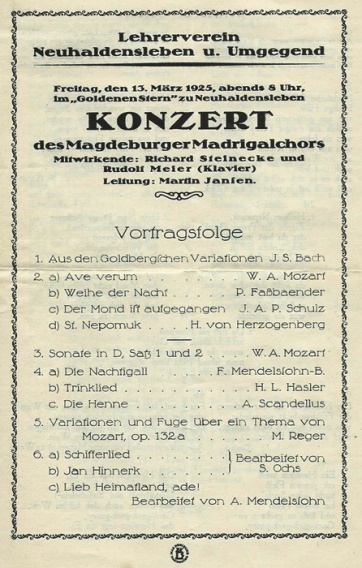 Lehrerverein
Neuhaldensleben u. Umgegend
Freitag, den 13. März 1925, abends 8 Uhr,
im „Goldenen Stern" zu Neuhaldensleben
KONZERT
des Magdeburger Madrigalchors
Mitwirkende: Richard Steinecke und
Rudolf Meier (Klavier)
Leitung: Martin Janſen.
Vortragsfolge
1. Aus den Goldbergſchen Variationen J. S. Bach
2. a) Ave verum . . . . . . W. A. Mozart
b) Weihe der Nacht . . . . . P. Faßbaender
c) Der Mond iſt aufgegangen J. A. P. Schulz
d) St. Nepomuk . . H. von Herzogenberg
3. Sonate in D, Satz 1 und 2 . . . W. A. Mozart
4. a) Die Nachtigall . . . F. Mendelsſohn-B.
b) Trinklied . . . . . . . H. L. Hasler
c. Die Henne . . . . . . . A. Scandellus
5. Variationen und Fuge über ein Thema von
Mozart, op. 132a . . . . . . M. Reger
6. a) Schifferlied . . . . . } Bearbeitet von
b) Jan Hinnerk . . . . . S. Ochs
c) Lieb Heimatland, ade!
Bearbeitet von A. Mendelsſohn